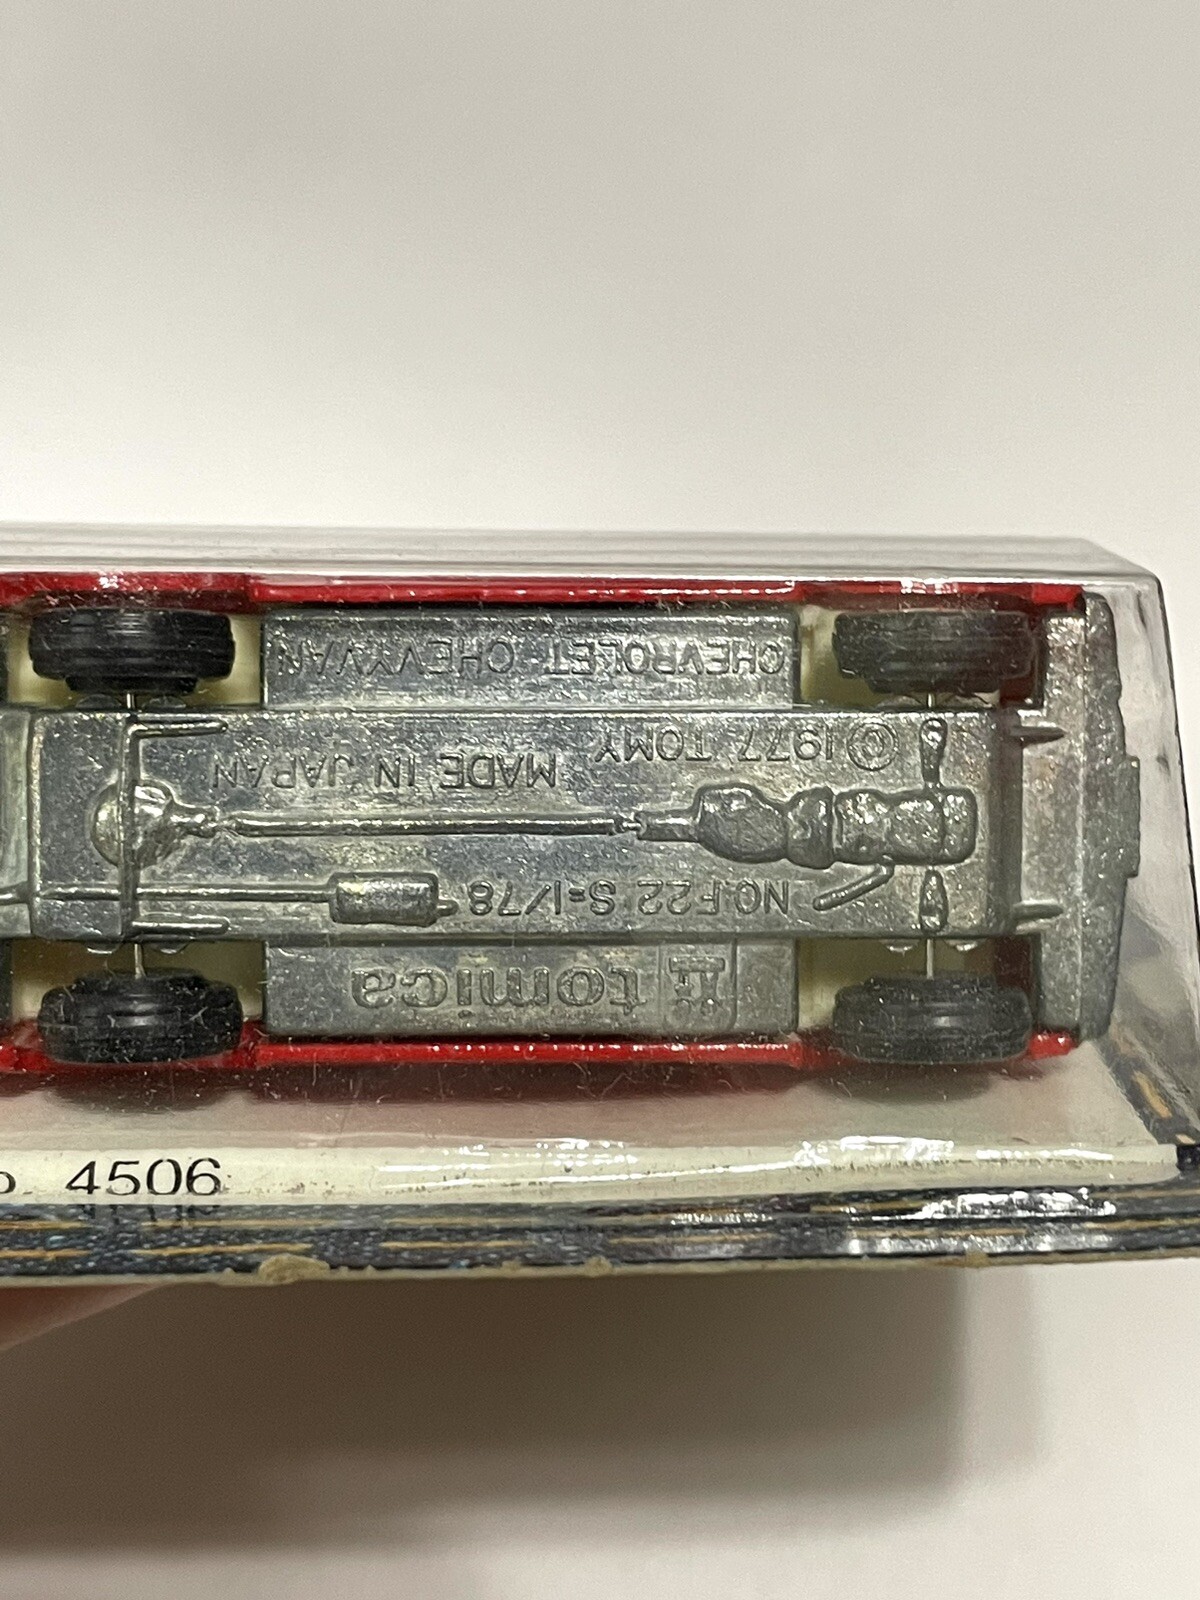 tomica
NO.F22 S=1/78
©1977 TOMY MADE IN JAPAN
CHEVROLET CHEVYVAN
4506